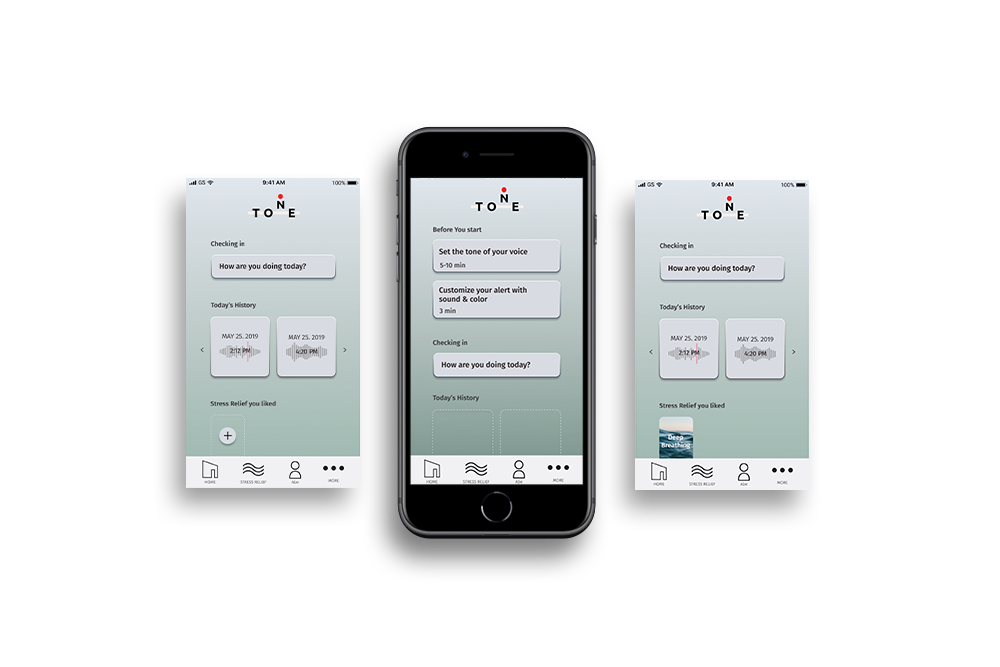 GS 9:41 AM 100%
TONE
Checking in
How are you doing today?
Today's History
MAY 25, 2019
2:12 PM
MAY 25, 2019
4:20 PM
Stress Relief you liked
HOME
STRESS RELIEF
MORE
TONE
Before You start
Set the tone of your voice
5-10 min
Customize your alert with
sound & color
3 min
Checking in
How are you doing today?
Today's History
HOME
STRESS RELIEF
MORE
GS 9:41 AM 100%
TONE
Checking in
How are you doing today?
Today's History
MAY 25, 2019
2:12 PM
MAY 25, 2019
4:20 PM
Stress Relief you liked
Deep
Breathing
HOME
STRESS RELIEF
MORE